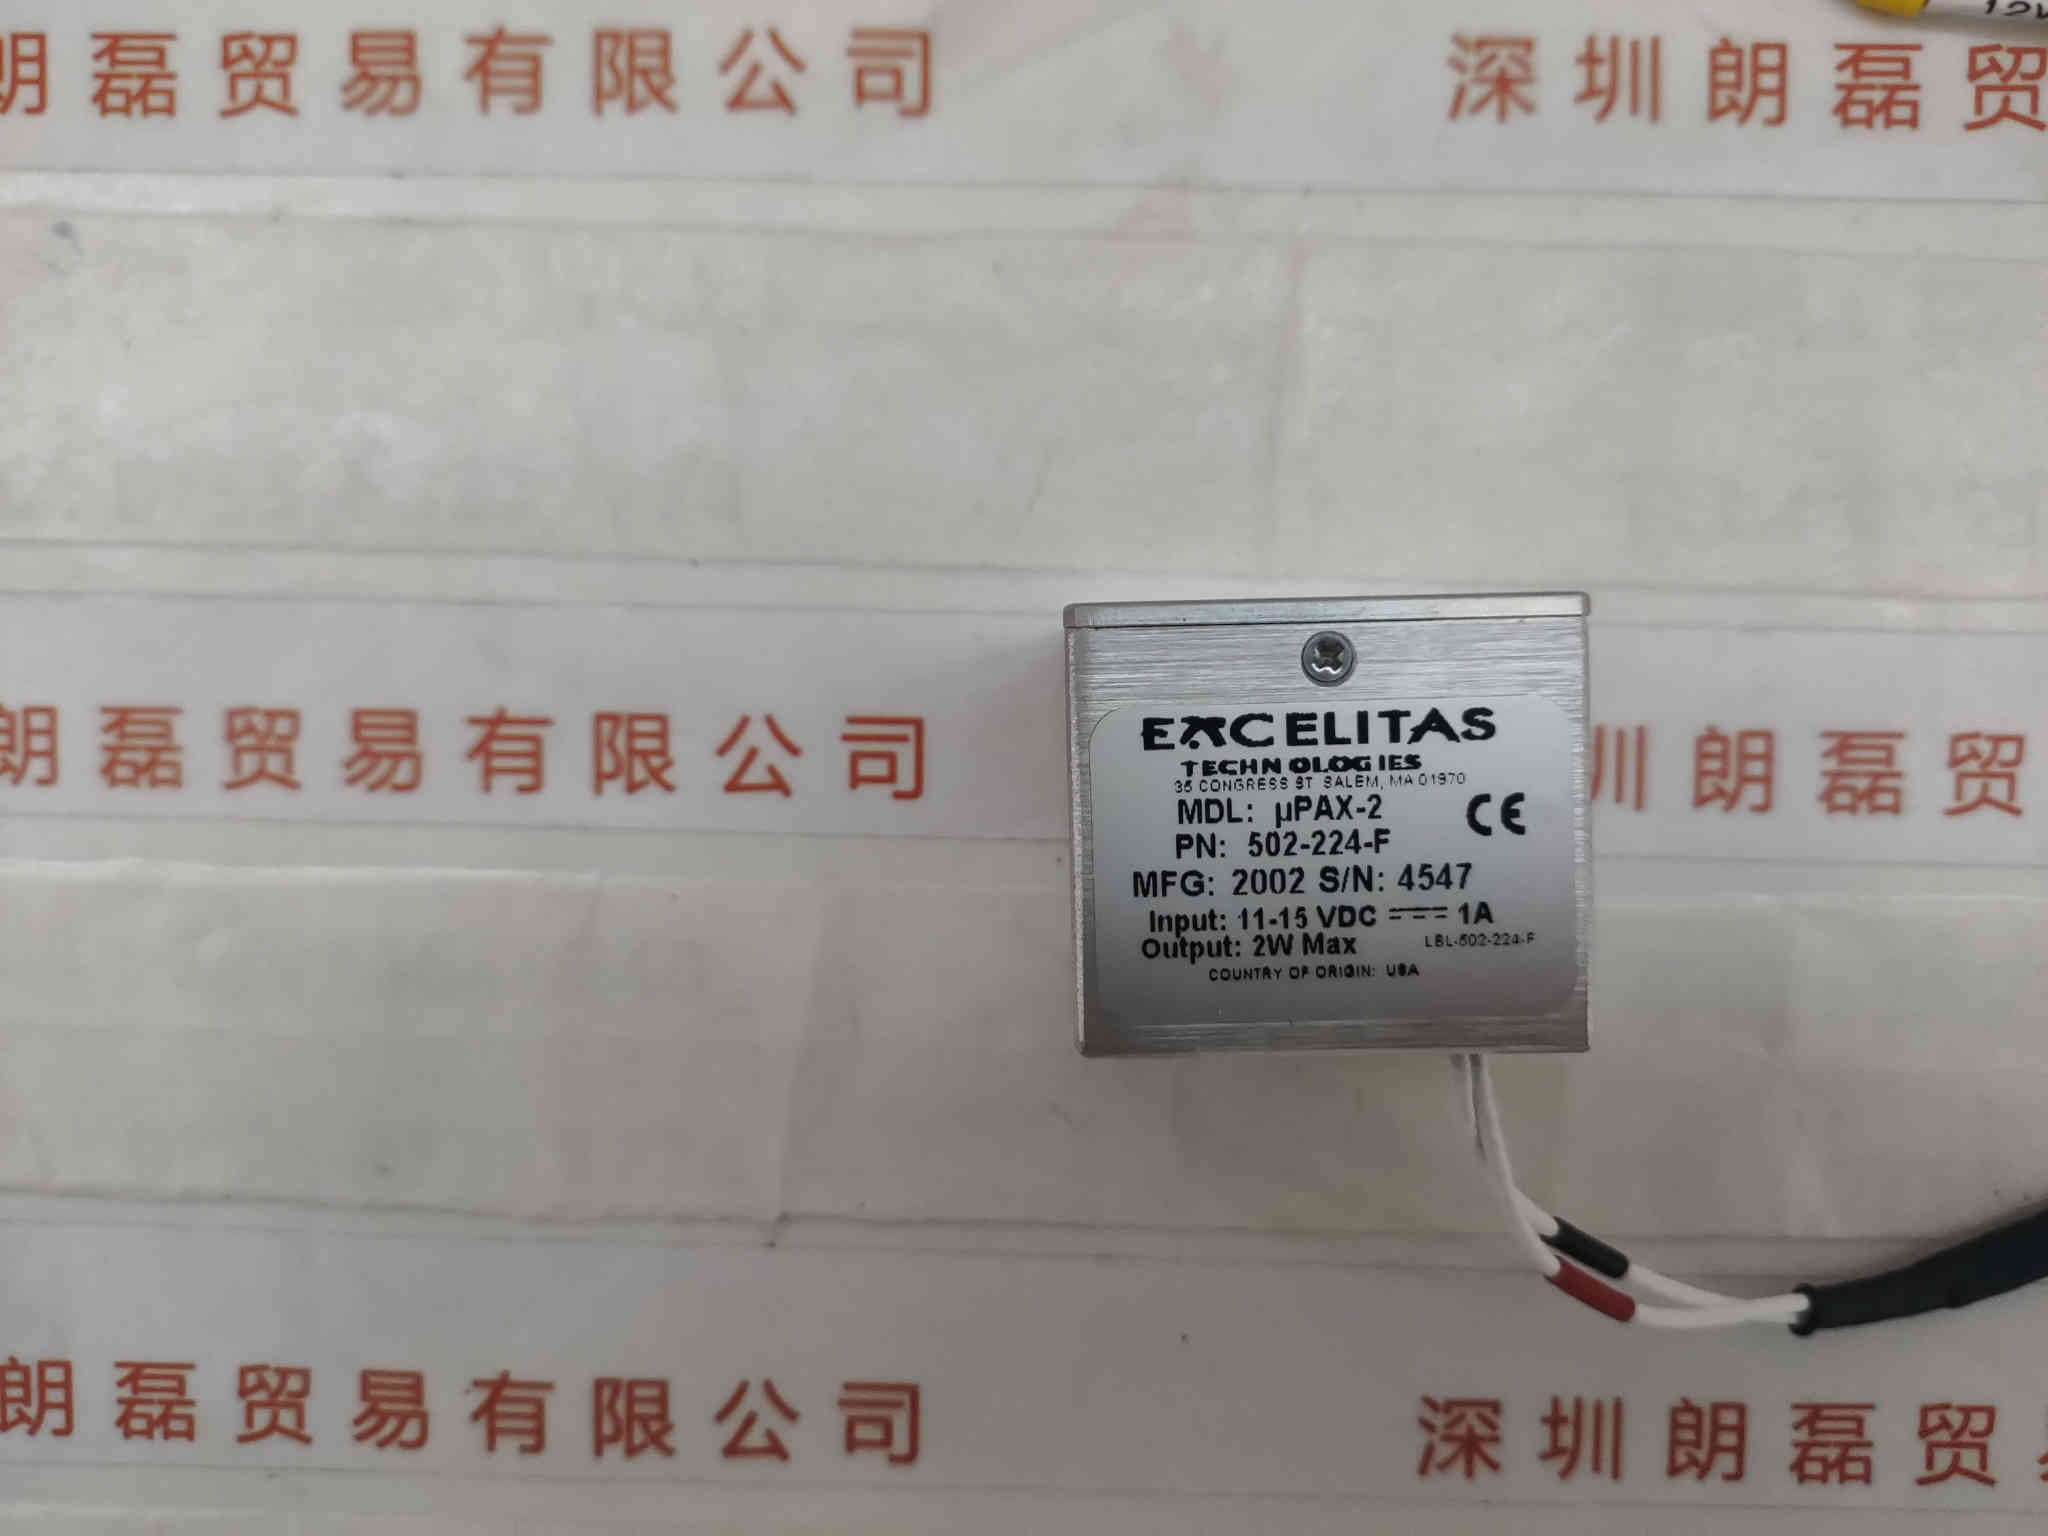 朗磊贸易有限公司 深圳朗磊贸
朗磊贸易有限公司
圳朗磊贸
EXCELITAS
TECHNOLOGIES
35 CONGRESS ST SALEM, MA 01970
MDL: µPAX-2
CE
PN: 502-224-F
MFG: 2002 S/N: 4547
Input: 11-15 VDC 1A
Output: 2W Max LBL-502-224-F
COUNTRY OF ORIGIN: USA
朗磊贸易有限公司 深圳朗磊贸